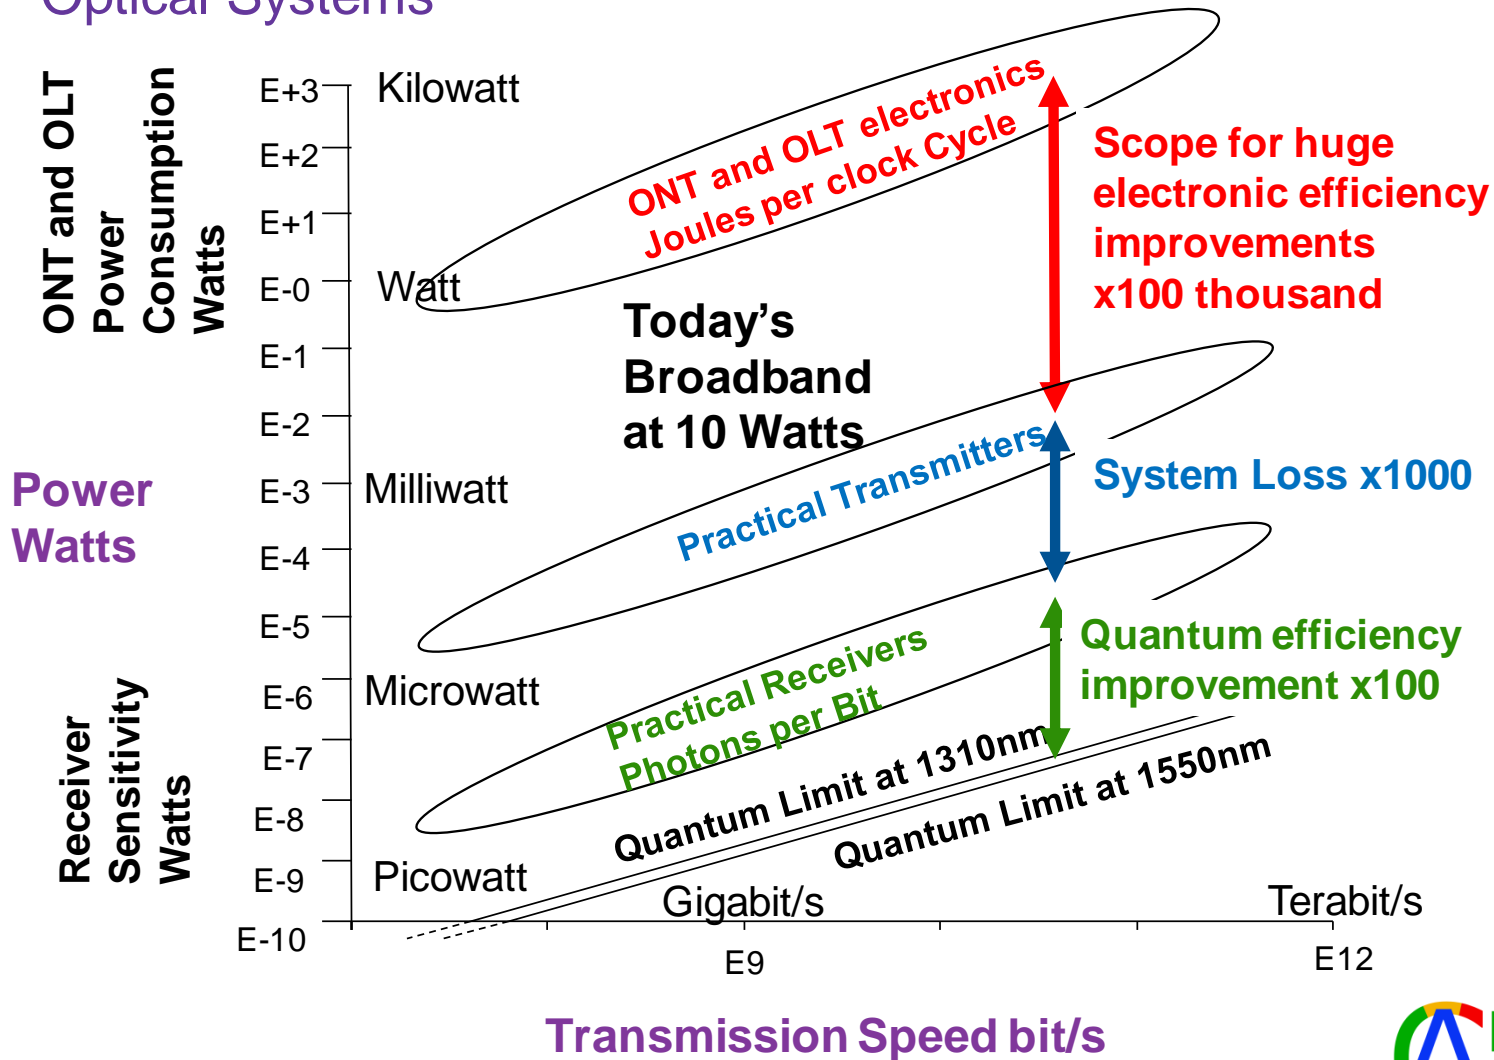 Optical Systems
ONT and OLT
Power
Consumption
Watts
E+3
Kilowatt
E+2
E+1
E-0
Watt
E-1
E-2
E-3
Milliwatt
E-4
E-5
E-6
Microwatt
E-7
E-8
E-9
Picowatt
E-10
Power
Watts
Receiver
Sensitivity
Watts
ONT and OLT electronics
Joules per clock Cycle
Scope for huge
electronic efficiency
improvements
x100 thousand
Today's
Broadband
at 10 Watts
Practical Transmitters
System Loss x1000
Practical Receivers
Photons per Bit
Quantum efficiency
improvement x100
Quantum Limit at 1310nm
Quantum Limit at 1550nm
Gigabit/s
Terabit/s
E9
E12
Transmission Speed bit/s